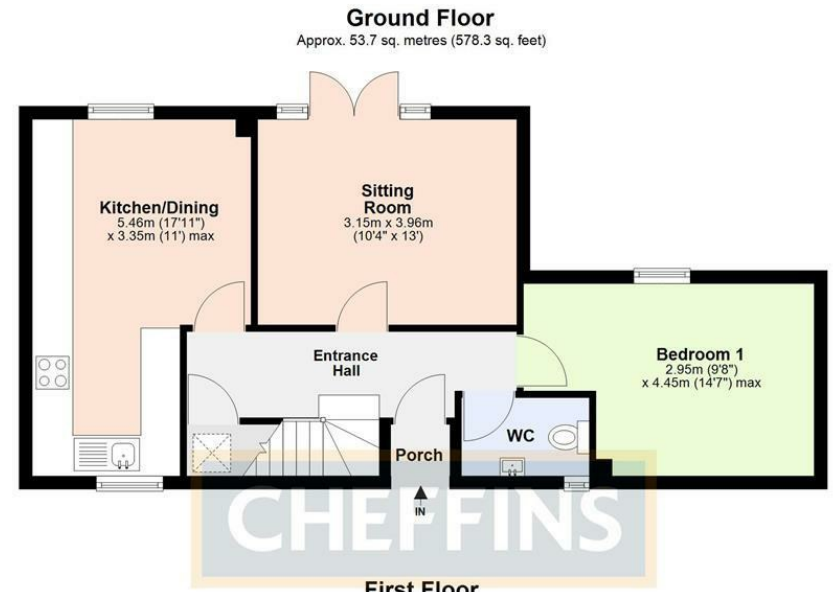 Ground Floor
Approx. 53.7 sq. metres (578.3 sq. feet)
Kitchen/Dining
5.46m (17'11")
x 3.35m (11') max
Sitting
Room
3.15m x 3.96m
(10'4" x 13')
Entrance
Hall
Bedroom 1
2.95m (9'8")
x 4.45m (14'7") max
WC
Porch
IN
CHEFFINS
First Floor